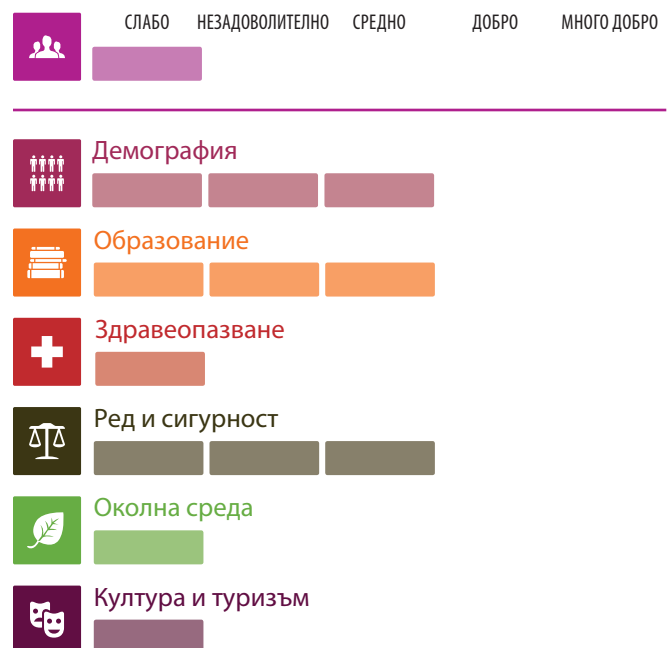 СЛАБО НЕЗАДОВОЛИТЕЛНО СРЕДНО ДОБРО МНОГО ДОБРО
Демография
Образование
Здравеопазване
Ред и сигурност
Околна среда
Култура и туризъм